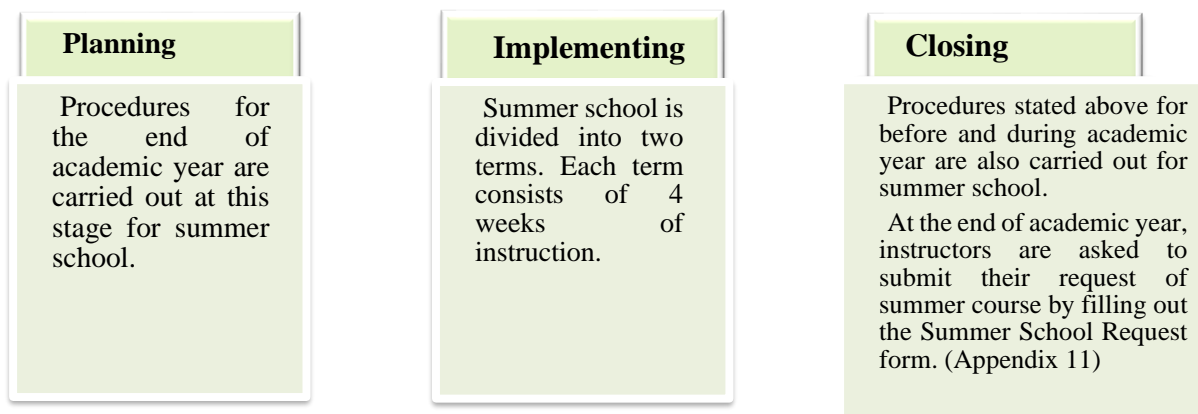 Planning
Procedures for
the end of
academic year are
carried out at this
stage for summer
school.
Implementing
Summer school is
divided into two
terms. Each term
consists of 4
weeks of
instruction.
Closing
Procedures stated above for
before and during academic
year are also carried out for
summer school.
At the end of academic year,
instructors are asked to
submit their request of
summer course by filling out
the Summer School Request
form. (Appendix 11)